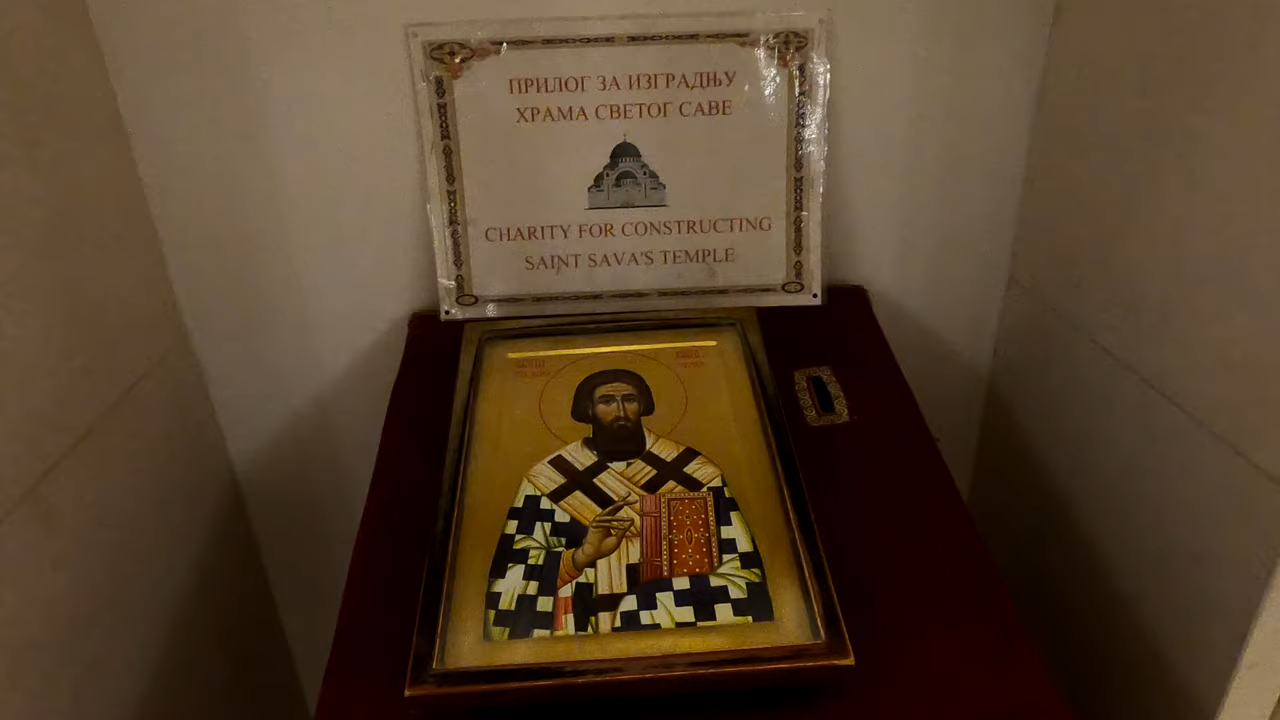 ПРИЛОГ ЗА ИЗГРАДЊУ
ХРАМА СВЕТОГ САВЕ
CHARITY FOR CONSTRUCTING
SAINT SAVA'S TEMPLE